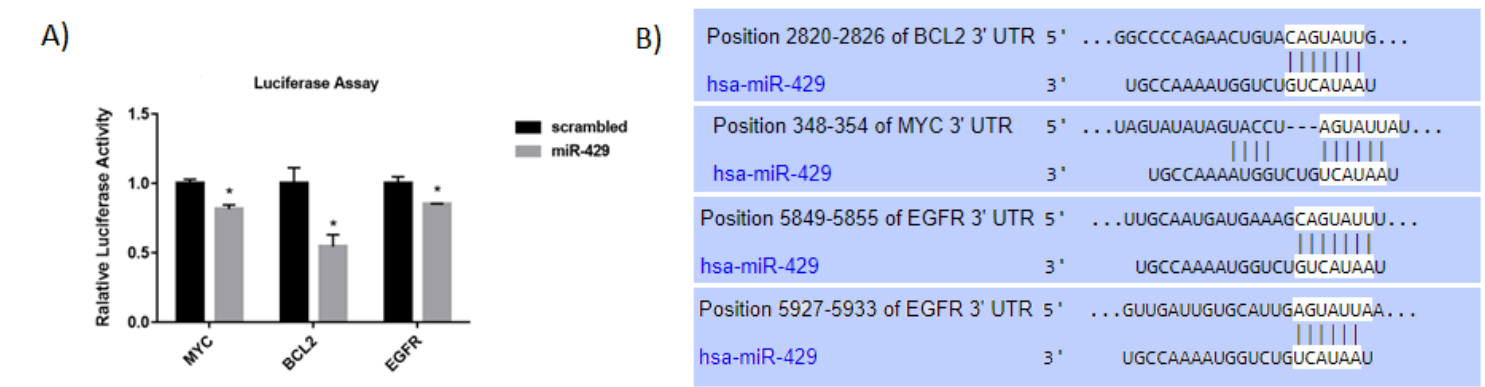 A)
Luciferase Assay
Ralative Luciferase Activity
1.5
1.0
0.5
0.0
*
*
*
MYC
BCL2
EGFR
scrambled
miR-429
B)
Position 2820-2826 of BCL2 3' UTR 5' ...GGCCCCAGAACUGUACAGUAUUG...
hsa-miR-429 3' UGCCAAAAUGGUCUGUCAUAAU
Position 348-354 of MYC 3' UTR 5' ...UAGUAUAUAGUACCU---AGUAUUAU...
hsa-miR-429 3' UGCCAAAAUGGUCUGUCAUAAU
Position 5849-5855 of EGFR 3' UTR 5' ...UUGCAAUGAUGAAAGCAGUAUUU...
hsa-miR-429 3' UGCCAAAAUGGUCUGUCAUAAU
Position 5927-5933 of EGFR 3' UTR 5' ...GUUGAUUGUGCAUUGAGUAUUAA...
hsa-miR-429 3' UGCCAAAAUGGUCUGUCAUAAU